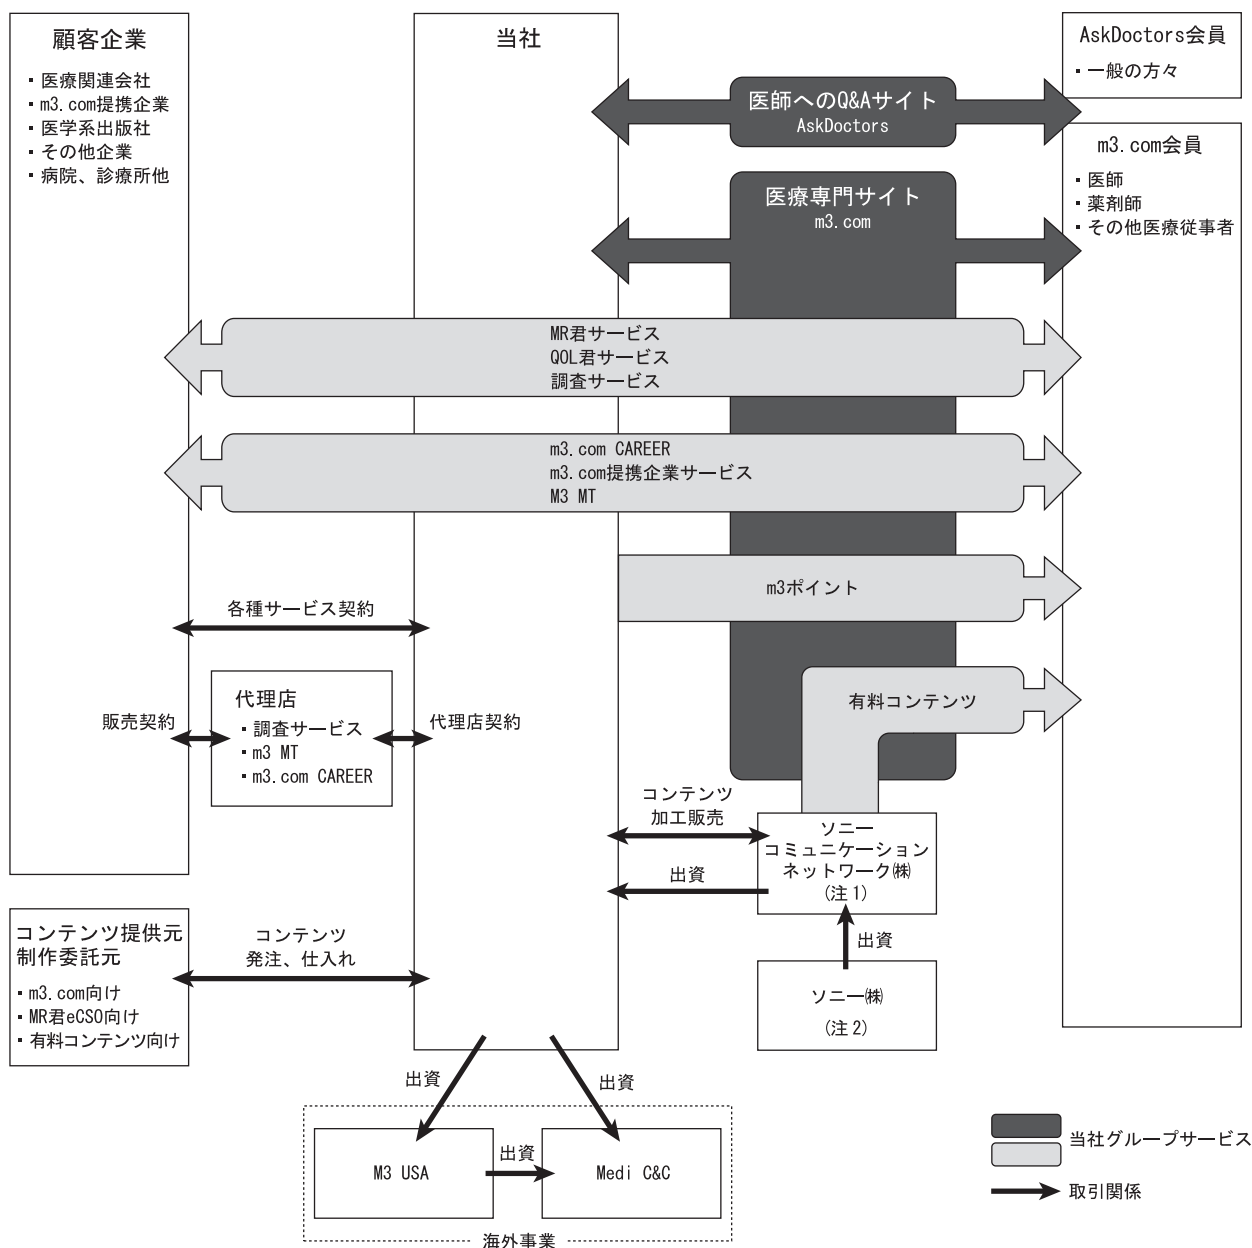 顧客企業
・医療関連会社
・m3.com提携企業
・医学系出版社
・その他企業
・病院、診療所他
当社
医師へのQ&Aサイト
AskDoctors
AskDoctors会員
・一般の方々
医療専門サイト
m3.com
m3.com会員
・医師
・薬剤師
・その他医療従事者
MR君サービス
QOL君サービス
調査サービス
m3.com CAREER
m3.com提携企業サービス
M3 MT
m3ポイント
各種サービス契約
有料コンテンツ
販売契約
代理店
・調査サービス
・m3 MT
・m3.com CAREER
代理店契約
コンテンツ
加工販売
出資
ソニー
コミュニケーション
ネットワーク㈱
(注1)
出資
ソニー㈱
(注2)
コンテンツ提供元
制作委託元
・m3.com向け
・MR君eCSO向け
・有料コンテンツ向け
コンテンツ
発注、仕入れ
出資
出資
M3 USA
出資
Medi C&C
海外事業
当社グループサービス
取引関係